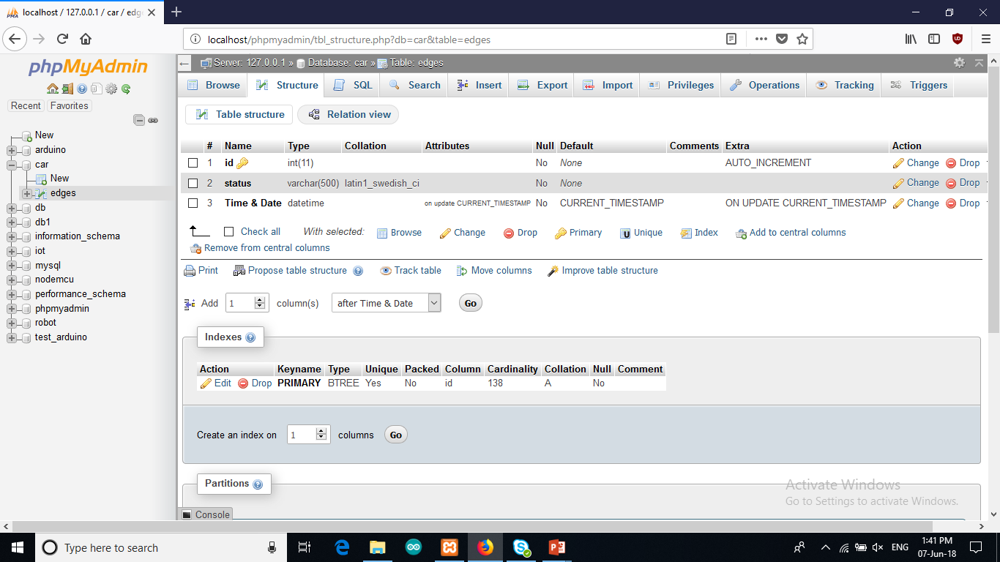 localhost / 127.0.0.1 / car / edg
localhost/phpmyadmin/tbl_structure.php?db=car&table=edges
phpMyAdmin
Recent Favorites
New
arduino
car
New
edges
db
db1
information_schema
iot
mysql
nodemcu
performance_schema
phpmyadmin
robot
test_arduino
Server: 127.0.0.1 » Database: car » Table: edges
Browse Structure SQL Search Insert Export Import Privileges Operations Tracking Triggers
Table structure Relation view
# Name Type Collation Attributes Null Default Comments Extra Action
1 id int(11) No None AUTO_INCREMENT Change Drop
2 status varchar(500) latin1_swedish_ci No None Change Drop
3 Time & Date datetime on update CURRENT_TIMESTAMP No CURRENT_TIMESTAMP ON UPDATE CURRENT_TIMESTAMP Change Drop
Check all With selected: Browse Change Drop Primary Unique Index Add to central columns
Remove from central columns
Print Propose table structure Track table Move columns Improve table structure
Add 1 column(s) after Time & Date Go
Indexes
Action Keyname Type Unique Packed Column Cardinality Collation Null Comment
Edit Drop PRIMARY BTREE Yes No id 138 A No
Create an index on 1 columns Go
Partitions
Console
Activate Windows
Go to Settings to activate Windows.
Type here to search
ENG
1:41 PM
07-Jun-18